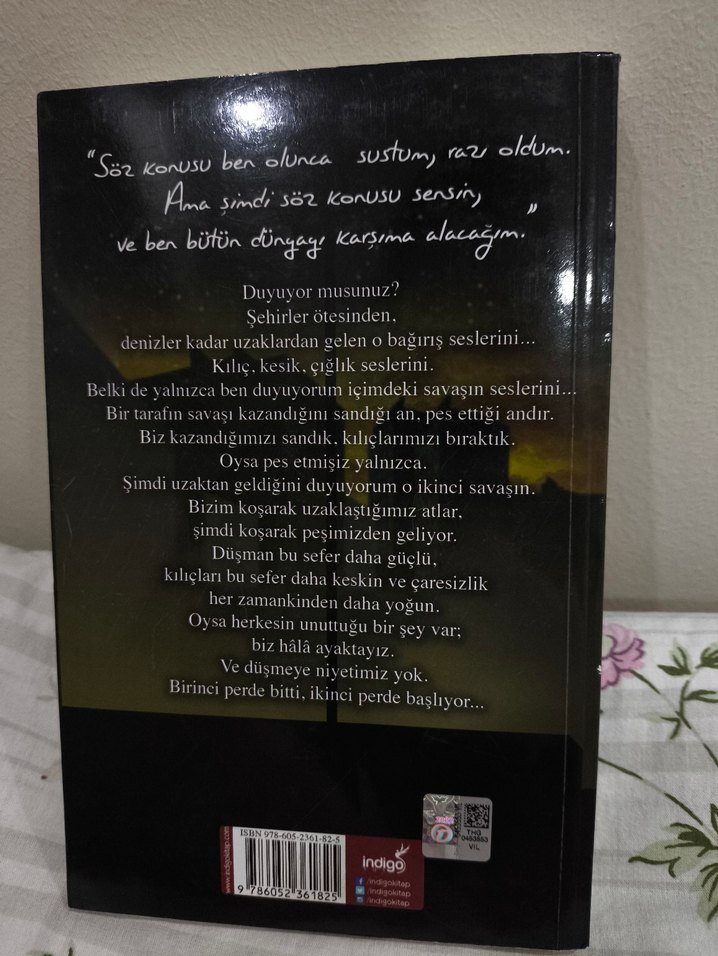 "Söz konusu ben olunca sustum, razı oldum.
Ama şimdi söz konusu sensin,
ve ben bütün dünyayı karşıma alacağım."
Duyuyor musunuz?
Şehirler ötesinden,
denizler kadar uzaklardan gelen o bağırış seslerini...
Kılıç, kesik, çığlık seslerini.
Belki de yalnızca ben duyuyorum içimdeki savaşın seslerini...
Bir tarafın savaşı kazandığını sandığı an, pes ettiği andır.
Biz kazandığımızı sandık, kılıçlarımızı bıraktık.
Oysa pes etmişiz yalnızca.
Şimdi uzaktan geldiğini duyuyorum o ikinci savaşın.
Bizim koşarak uzaklaştığımız atlar,
şimdi koşarak peşimizden geliyor.
Düşman bu sefer daha güçlü,
kılıçları bu sefer daha keskin ve çaresizlik
her zamankinden daha yoğun.
Oysa herkesin unuttuğu bir şey var;
biz hâlâ ayaktayız.
Ve düşmeye niyetimiz yok.
Birinci perde bitti, ikinci perde başlıyor...
www.indigokitap.com
ISBN 978-605-2361-82-5
9 786052 361825
indigo
/indigokitap
/indigokitap
/indigokitap
THG
0483853
VIL